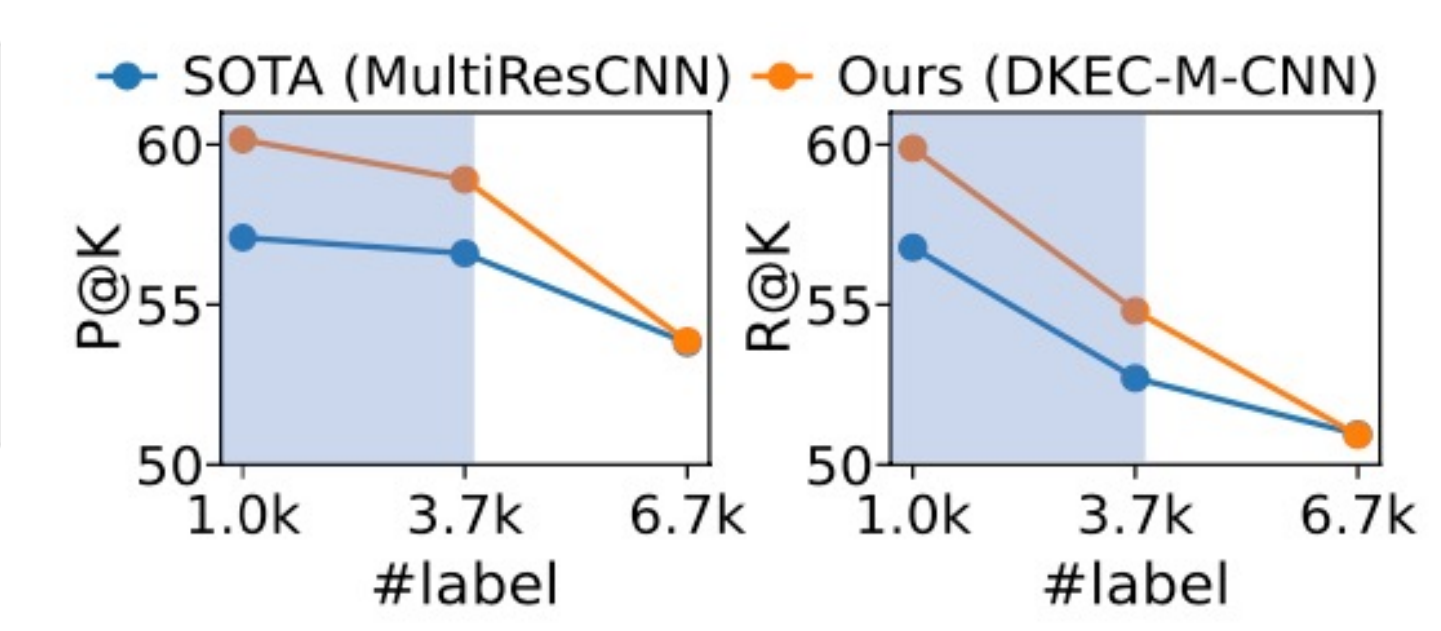 SOTA (MultiResCNN) Ours (DKEC-M-CNN)
P@K
60
55
50
1.0k 3.7k 6.7k
#label
R@K
60
55
50
1.0k 3.7k 6.7k
#label